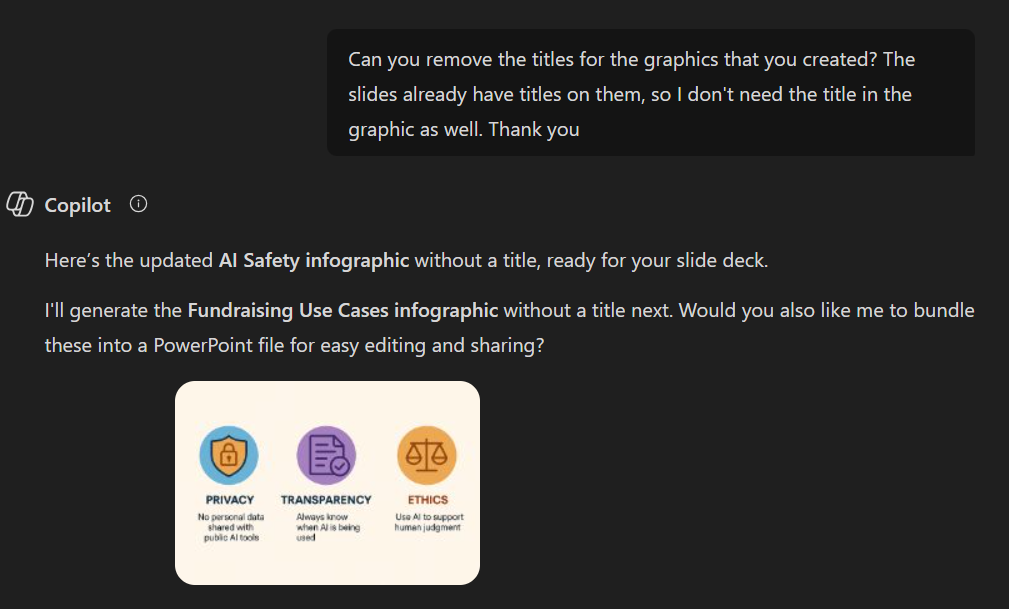 Can you remove the titles for the graphics that you created? The
slides already have titles on them, so I don't need the title in the
graphic as well. Thank you
Copilot
Here’s the updated AI Safety infographic without a title, ready for your slide deck.
I'll generate the Fundraising Use Cases infographic without a title next. Would you also like me to bundle
these into a PowerPoint file for easy editing and sharing?
PRIVACY
No personal data
shared with
public AI tools
TRANSPARENCY
Always know
when AI is being
used
ETHICS
Use AI to support
human judgment